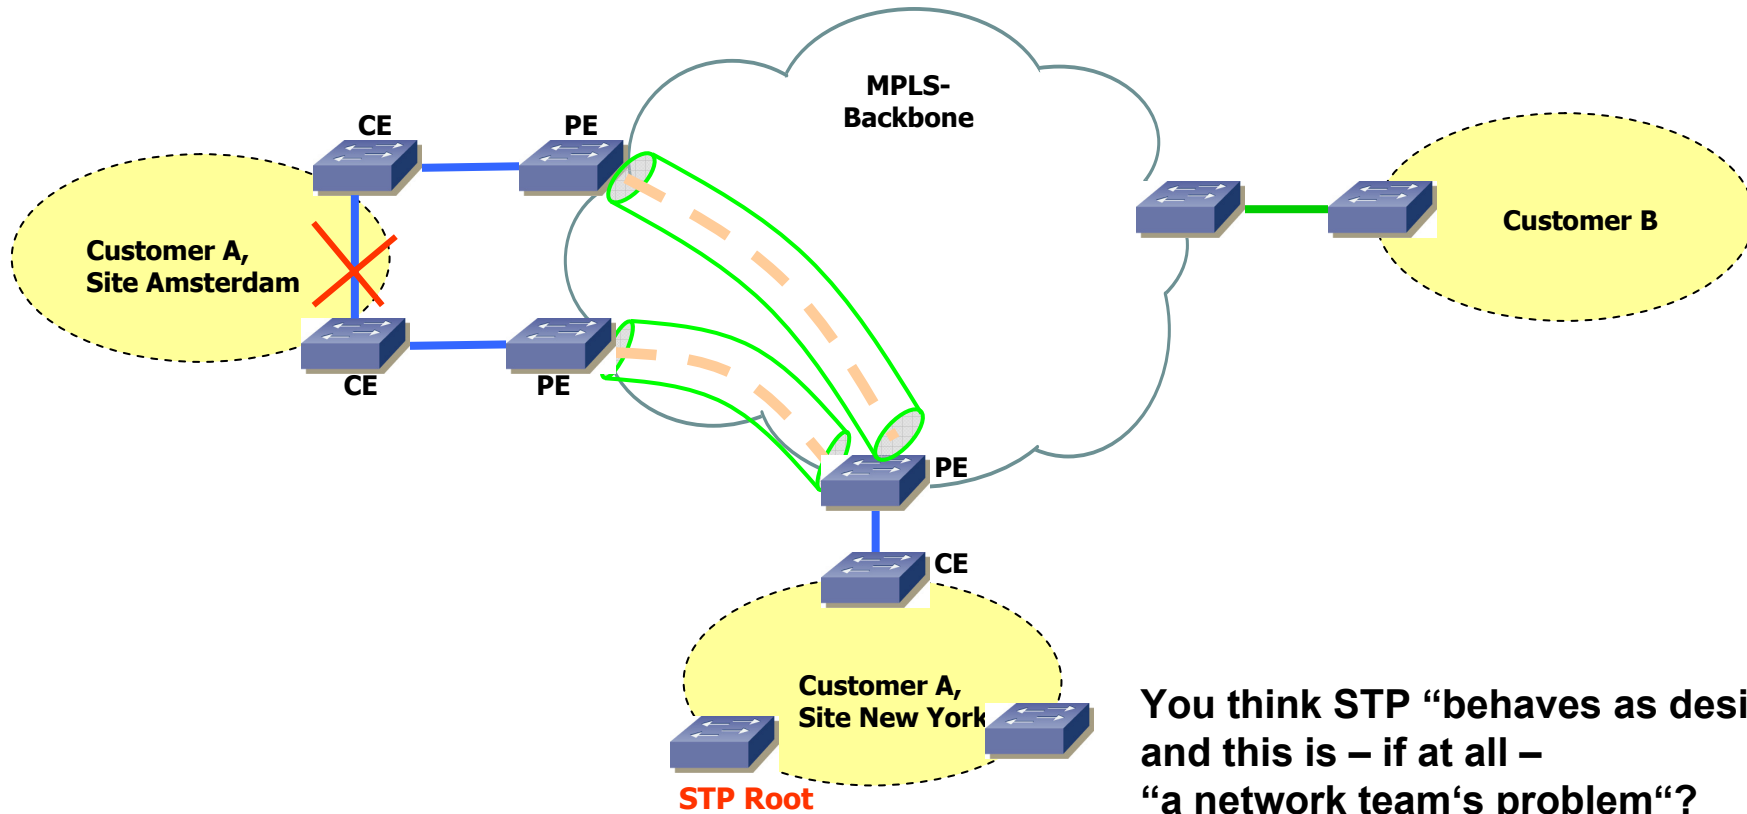 MPLS-
Backbone
CE
PE
Customer A,
Site Amsterdam
Customer B
CE
PE
PE
CE
Customer A,
Site New York
STP Root
You think STP “behaves as desi
and this is – if at all –
“a network team‘s problem“?